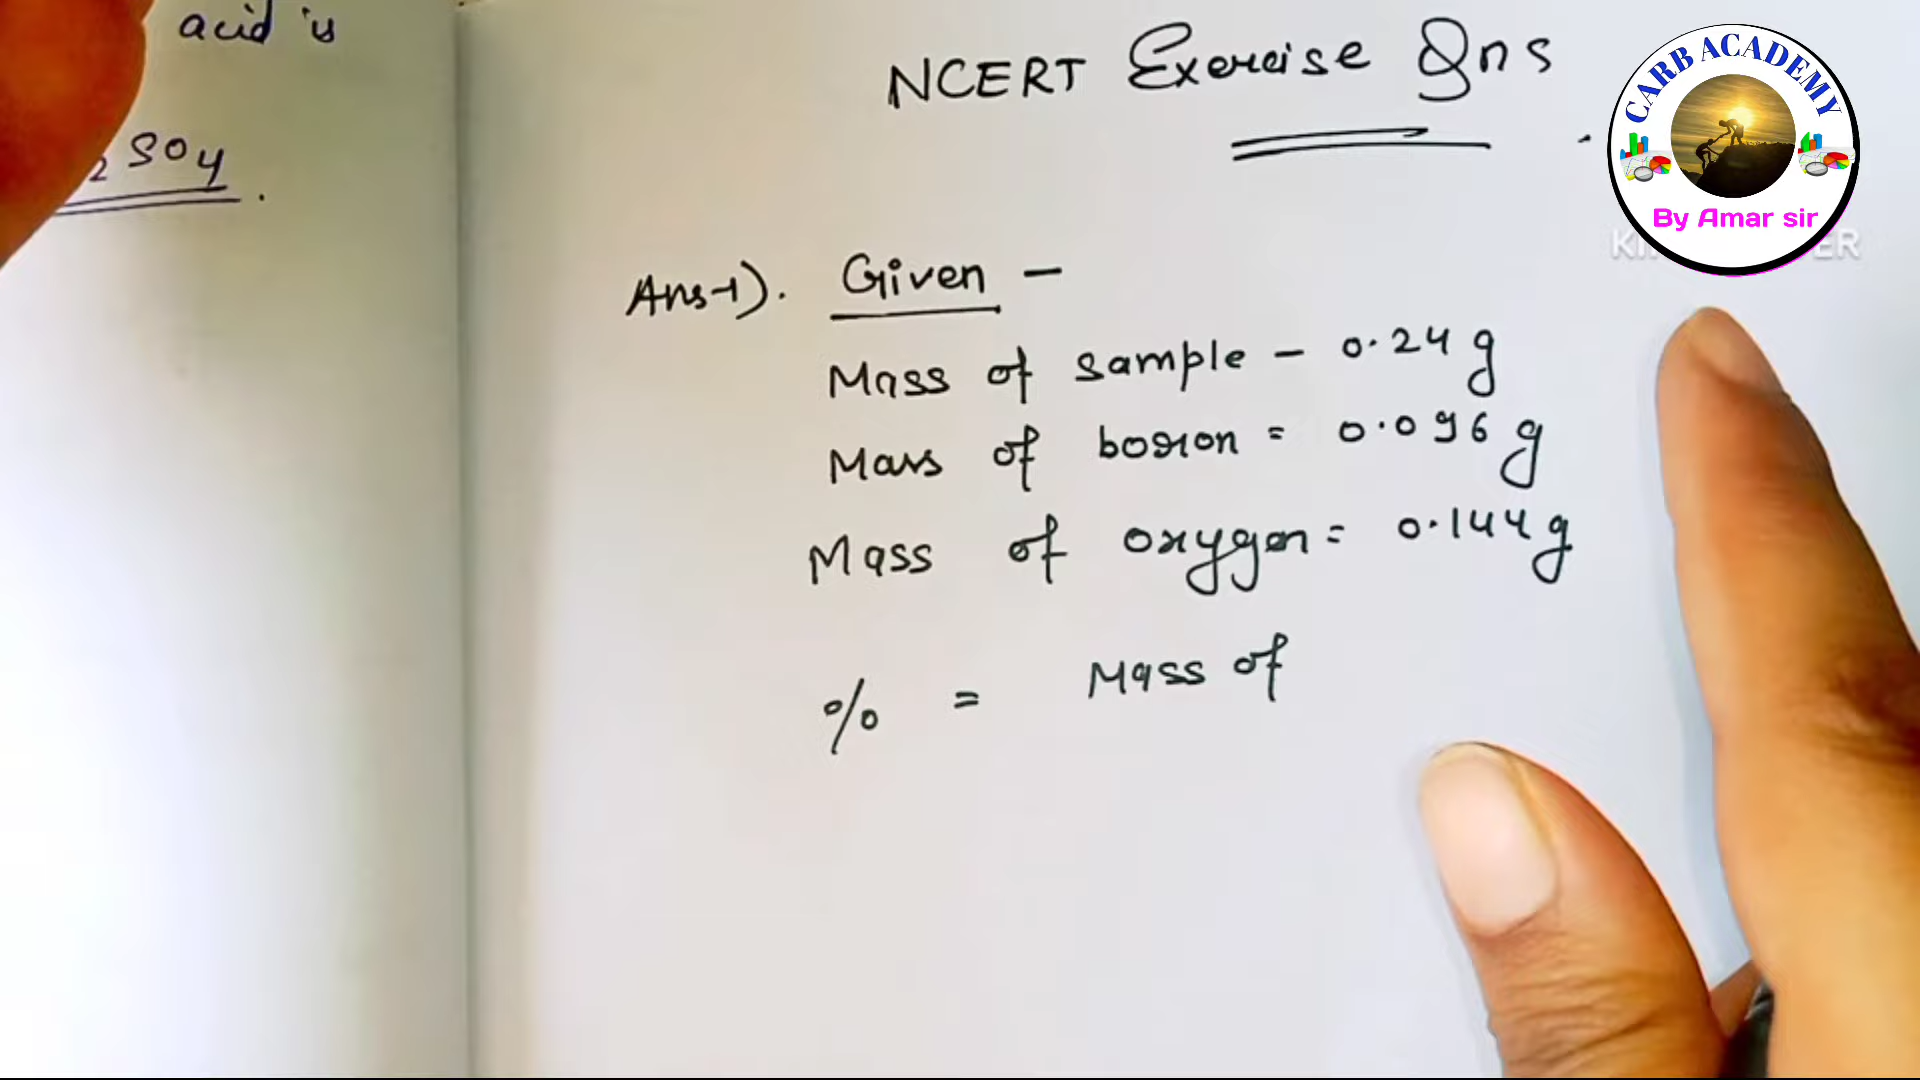 acid is
2SO4.
NCERT Exercise Qns.
Ans-1). Given -
Mass of sample - 0.24 g
Mass of boron = 0.096 g
Mass of oxygen = 0.144 g
% = Mass of
CARB ACADEMY
By Amar sir